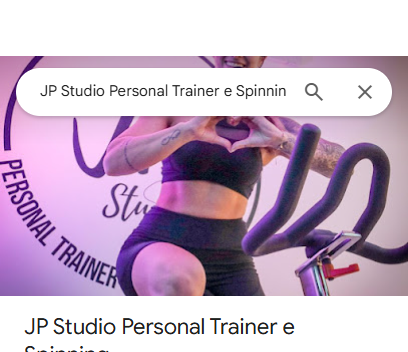 JP Studio Personal Trainer e Spinnin
Stu
PERSONAL TRAINER
JP Studio Personal Trainer e
Spinning